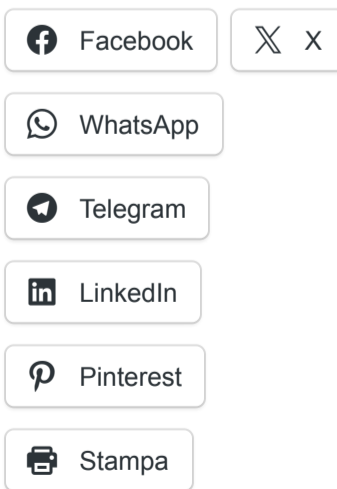 Facebook X
WhatsApp
Telegram
LinkedIn
Pinterest
Stampa